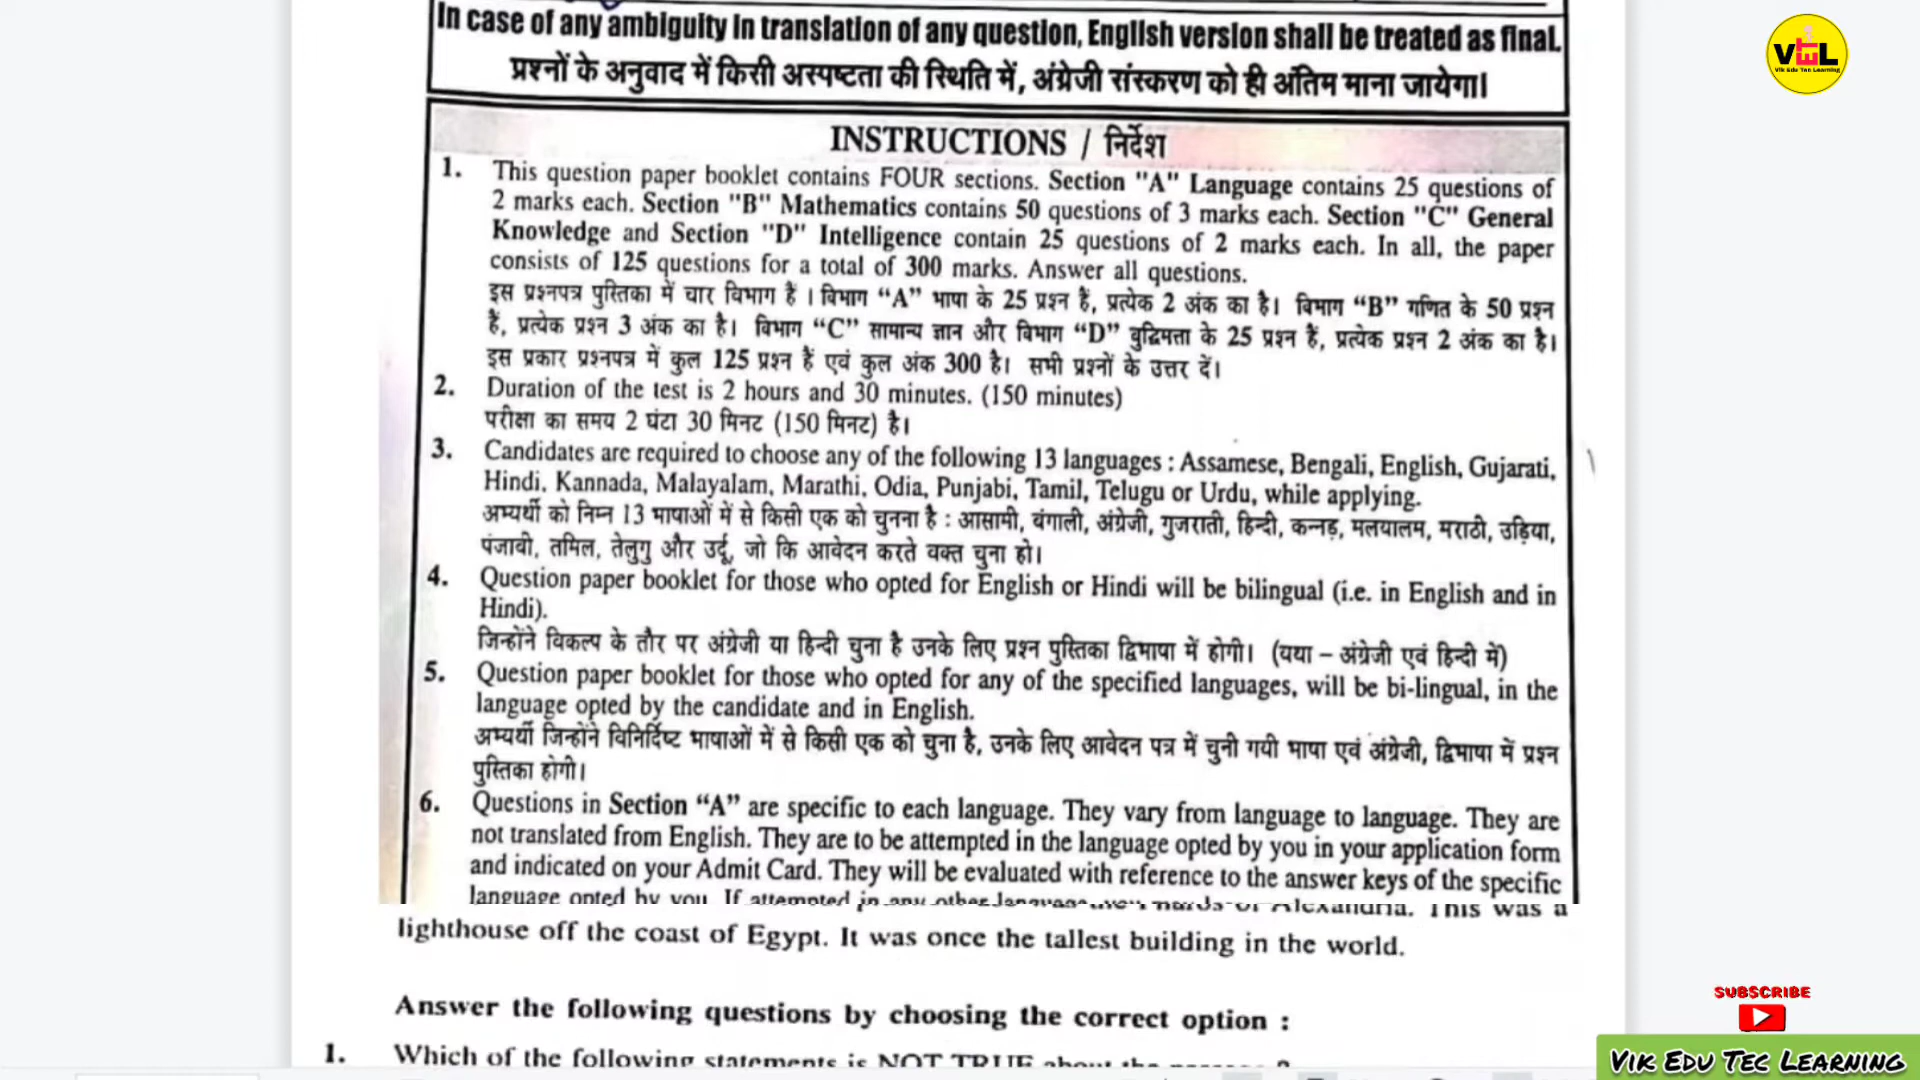 In case of any ambiguity in translation of any question, English version shall be treated as final.
प्रश्नों के अनुवाद में किसी अस्पष्टता की स्थिति में, अंग्रेजी संस्करण को ही अंतिम माना जायेगा।
VEL
Vik Edu Tec Learning
INSTRUCTIONS / निर्देश
1. This question paper booklet contains FOUR sections. Section "A" Language contains 25 questions of
2 marks each. Section "B" Mathematics contains 50 questions of 3 marks each. Section "C" General
Knowledge and Section "D" Intelligence contain 25 questions of 2 marks each. In all, the paper
consists of 125 questions for a total of 300 marks. Answer all questions.
इस प्रश्नपत्र पुस्तिका में चार विभाग हैं । विभाग “A” भाषा के 25 प्रश्न हैं, प्रत्येक 2 अंक का है। विभाग “B” गणित के 50 प्रश्न
हैं, प्रत्येक प्रश्न 3 अंक का है। विभाग “C” सामान्य ज्ञान और विभाग “D” बुद्धिमत्ता के 25 प्रश्न हैं, प्रत्येक प्रश्न 2 अंक का है।
इस प्रकार प्रश्नपत्र में कुल 125 प्रश्न हैं एवं कुल अंक 300 है। सभी प्रश्नों के उत्तर दें।
2. Duration of the test is 2 hours and 30 minutes. (150 minutes)
परीक्षा का समय 2 घंटा 30 मिनट (150 मिनट) है।
3. Candidates are required to choose any of the following 13 languages : Assamese, Bengali, English, Gujarati,
Hindi, Kannada, Malayalam, Marathi, Odia, Punjabi, Tamil, Telugu or Urdu, while applying.
अभ्यर्थी को निम्न 13 भाषाओं में से किसी एक को चुनना है : आसामी, बंगाली, अंग्रेजी, गुजराती, हिन्दी, कन्नड़, मलयालम, मराठी, उड़िया,
पंजाबी, तमिल, तेलुगु और उर्दू, जो कि आवेदन करते वक्त चुना हो।
4. Question paper booklet for those who opted for English or Hindi will be bilingual (i.e. in English and in
Hindi).
जिन्होंने विकल्प के तौर पर अंग्रेजी या हिन्दी चुना है उनके लिए प्रश्न पुस्तिका द्विभाषा में होगी। (यथा – अंग्रेजी एवं हिन्दी में)
5. Question paper booklet for those who opted for any of the specified languages, will be bi-lingual, in the
language opted by the candidate and in English.
अभ्यर्थी जिन्होंने विनिर्दिष्ट भाषाओं में से किसी एक को चुना है, उनके लिए आवेदन पत्र में चुनी गयी भाषा एवं अंग्रेजी, द्विभाषा में प्रश्न
पुस्तिका होगी।
6. Questions in Section “A” are specific to each language. They vary from language to language. They are
not translated from English. They are to be attempted in the language opted by you in your application form
and indicated on your Admit Card. They will be evaluated with reference to the answer keys of the specific
language opted by you. If attempted in any other language
of Alexandria. This was a
lighthouse off the coast of Egypt. It was once the tallest building in the world.
Answer the following questions by choosing the correct option :
1. Which of the following statements is NOT TRUE about the passage ?
SUBSCRIBE
VIK EDU TEC LEARNING